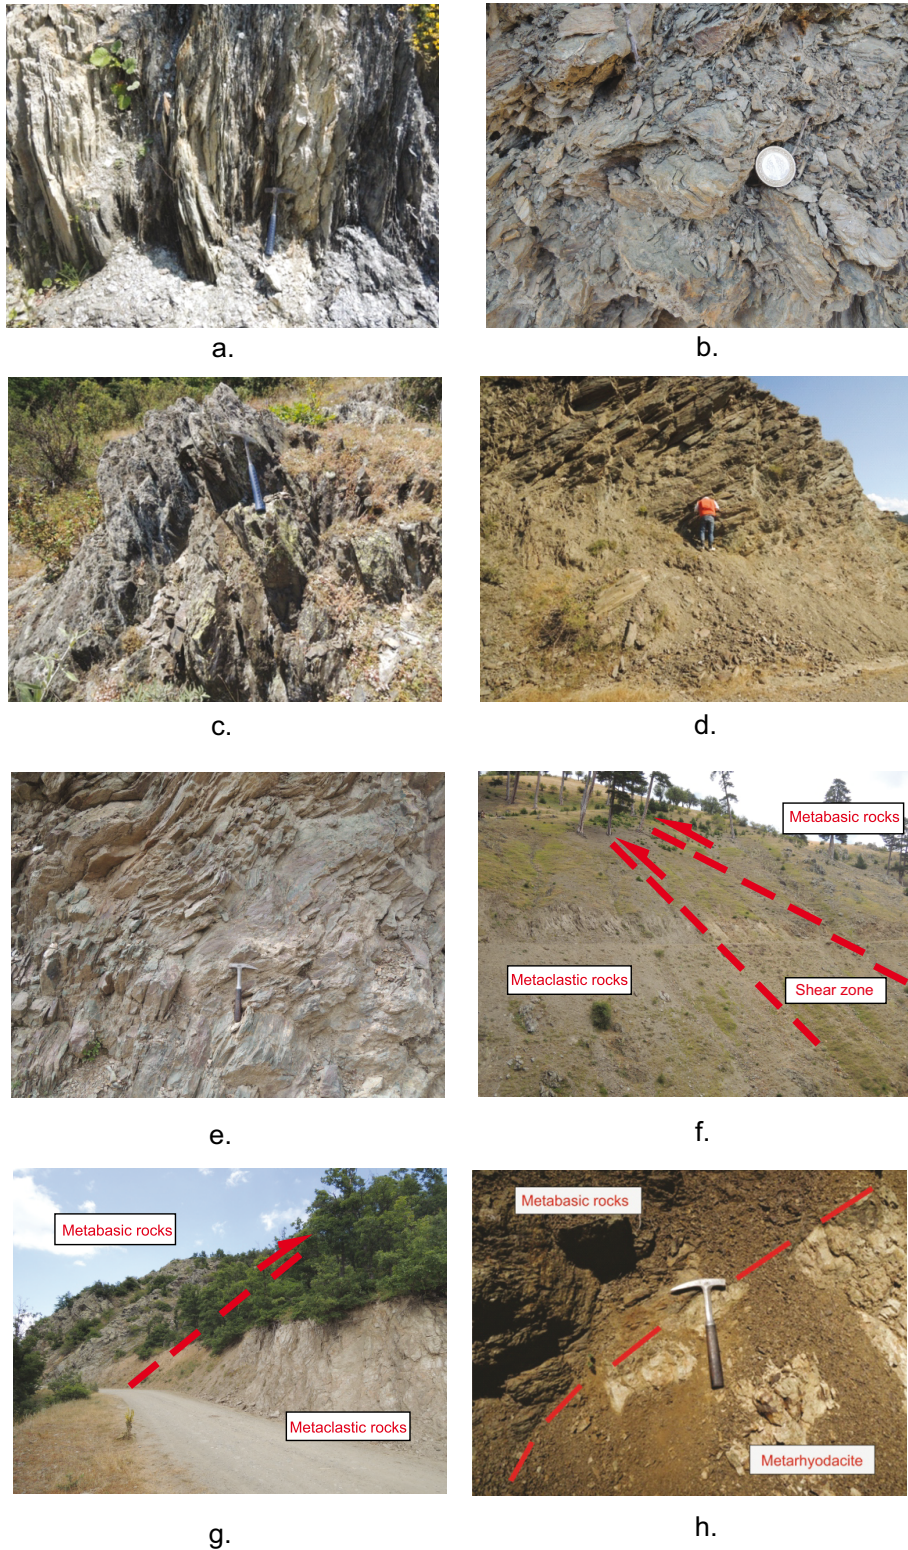 a.
b.
c.
d.
e.
Metabasic rocks
Metaclastic rocks
Shear zone
f.
Metabasic rocks
Metaclastic rocks
g.
Metabasic rocks
Metarhyodacite
h.